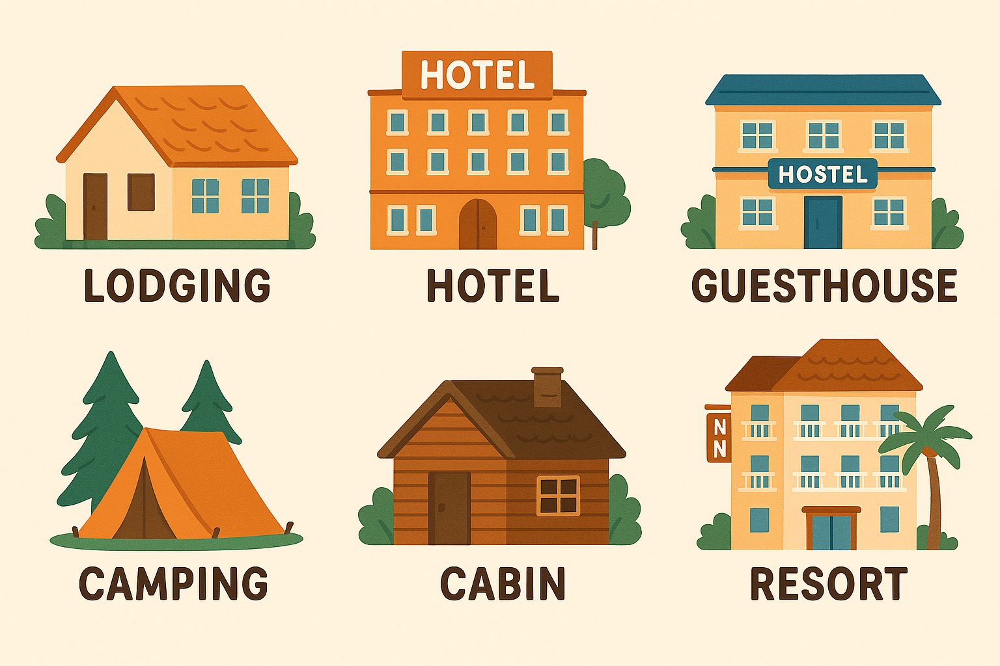 HOTEL
HOSTEL
LODGING
HOTEL
GUESTHOUSE
N
N
CAMPING
CABIN
RESORT